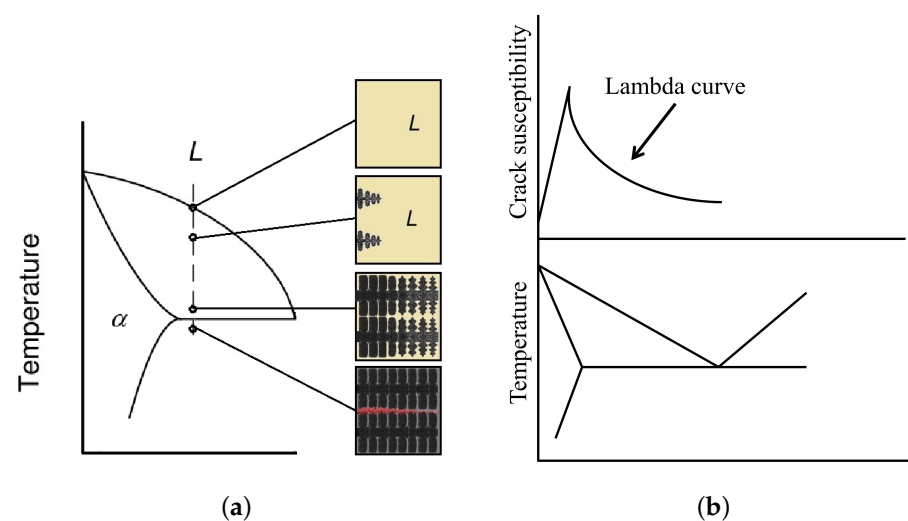 L
L
L
α
Temperature
(a)
Crack susceptibility
Lambda curve
Temperature
(b)